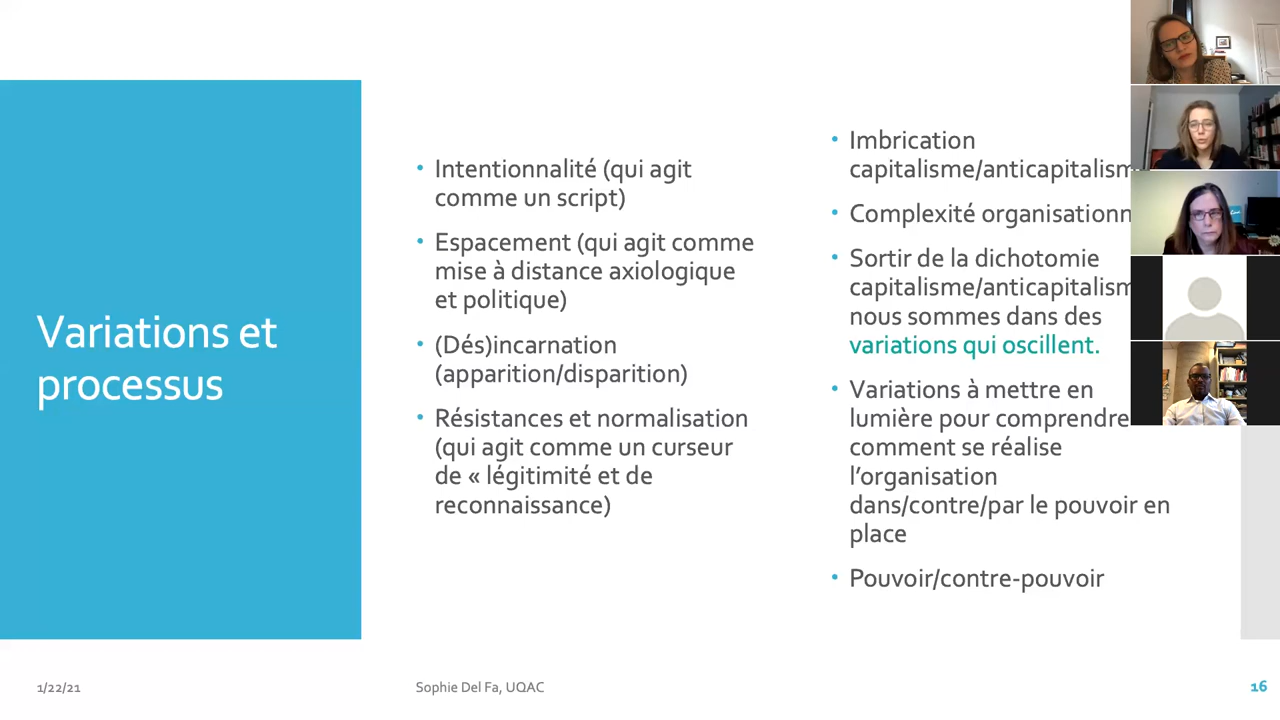 Variations et
processus
• Intentionnalité (qui agit
comme un script)
• Espacement (qui agit comme
mise à distance axiologique
et politique)
• (Dés)incarnation
(apparition/disparition)
• Résistances et normalisation
(qui agit comme un curseur
de « légitimité et de
reconnaissance)
• Imbrication
capitalisme/anticapitalism
• Complexité organisationn
• Sortir de la dichotomie
capitalisme/anticapitalism
nous sommes dans des
variations qui oscillent.
• Variations à mettre en
lumière pour comprendre
comment se réalise
l’organisation
dans/contre/par le pouvoir en
place
• Pouvoir/contre-pouvoir
1/22/21
Sophie Del Fa, UQAC
16